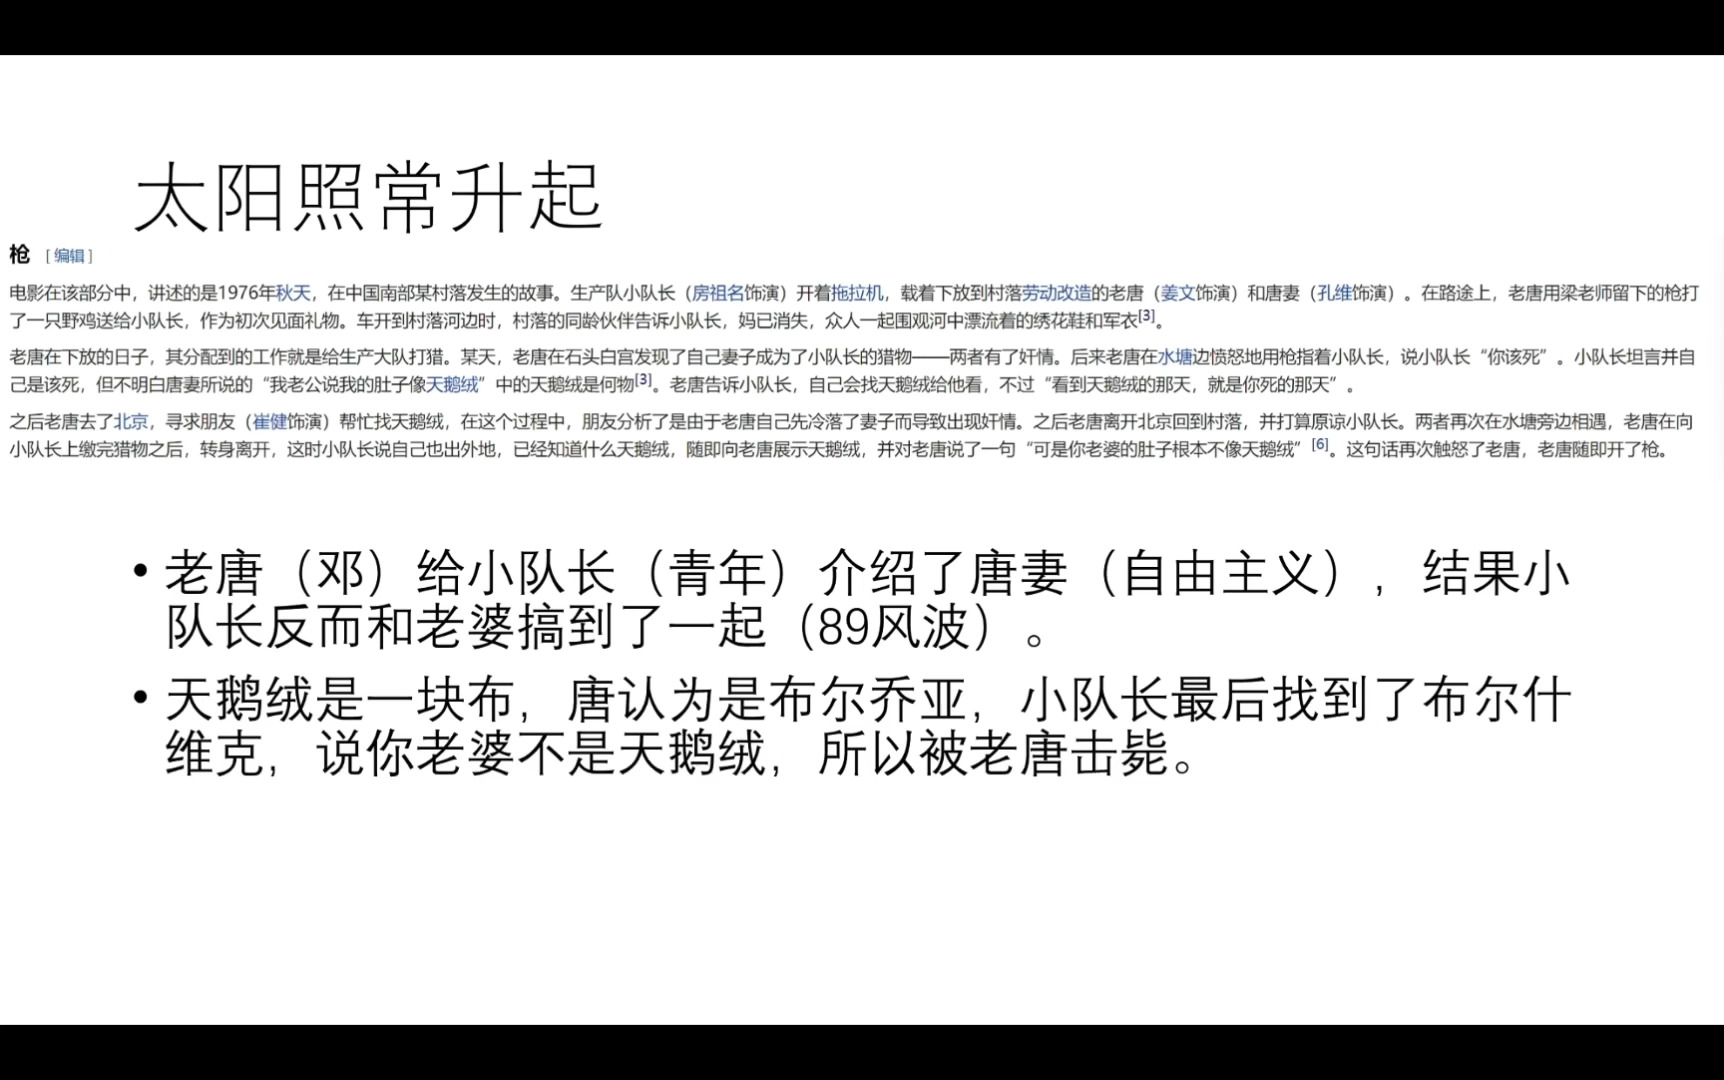 太阳照常升起
枪 [编辑]
电影在该部分中，讲述的是1976年秋天，在中国南部某村落发生的故事。生产队小队长（房祖名饰演）开着拖拉机，载着下放到村落劳动改造的老唐（姜文饰演）和唐妻（孔维饰演）。在路途上，老唐用梁老师留下的枪打
了一只野鸡送给小队长，作为初次见面礼物。车开到村落河边时，村落的同龄伙伴告诉小队长，妈已消失，众人一起围观河中漂流着的绣花鞋和军衣[3]。
老唐在下放的日子，其分配到的工作就是给生产大队打猎。某天，老唐在石头白宫发现了自己妻子成为了小队长的猎物——两者有了奸情。后来老唐在水塘边愤怒地用枪指着小队长，说小队长“你该死”。小队长坦言并自
己是该死，但不明白唐妻所说的“我老公说我的肚子像天鹅绒”中的天鹅绒是何物[3]。老唐告诉小队长，自己会找天鹅绒给他看，不过“看到天鹅绒的那天，就是你死的那天”。
之后老唐去了北京，寻求朋友（崔健饰演）帮忙找天鹅绒，在这个过程中，朋友分析了是由于老唐自己先冷落了妻子而导致出现奸情。之后老唐离开北京回到村落，并打算原谅小队长。两者再次在水塘旁边相遇，老唐在向
小队长上缴完猎物之后，转身离开，这时小队长说自己也出外地，已经知道什么天鹅绒，随即向老唐展示天鹅绒，并对老唐说了一句“可是你老婆的肚子根本不像天鹅绒”[6]。这句话再次触怒了老唐，老唐随即开了枪。
• 老唐（邓）给小队长（青年）介绍了唐妻（自由主义），结果小
队长反而和老婆搞到了一起（89风波）。
• 天鹅绒是一块布，唐认为是布尔乔亚，小队长最后找到了布尔什
维克，说你老婆不是天鹅绒，所以被老唐击毙。